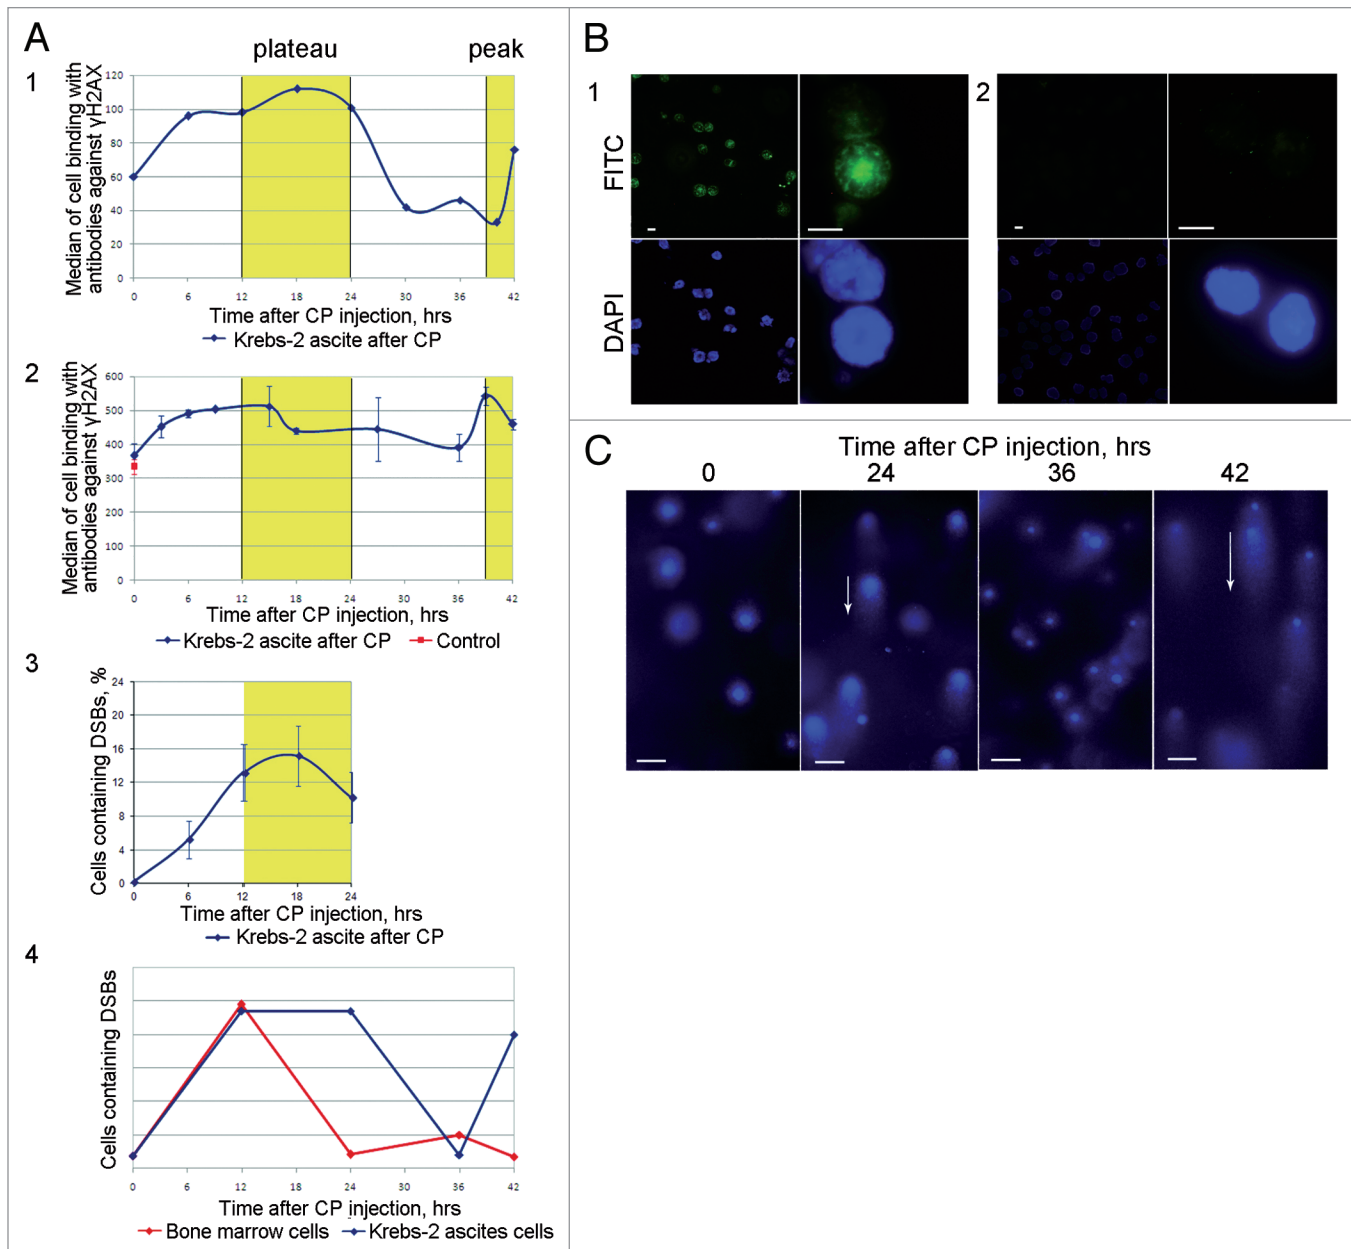 A
plateau
peak
1
Median of cell binding with
antibodies against γH2AX
120
100
80
60
40
20
0
0 6 12 18 24 30 36 42
Time after CP injection, hrs
Krebs-2 ascite after CP
2
Median of cell binding with
antibodies against γH2AX
600
500
400
300
200
100
0
0 6 12 18 24 30 36 42
Time after CP injection, hrs
Krebs-2 ascite after CP Control
3
Cells containing DSBs, %
24
20
16
12
8
4
0
0 6 12 18 24
Time after CP injection, hrs
Krebs-2 ascite after CP
4
Cells containing DSBs
0 6 12 18 24 30 36 42
Time after CP injection, hrs
Bone marrow cells Krebs-2 ascites cells
B
1 2
FITC
DAPI
C
Time after CP injection, hrs
0 24 36 42